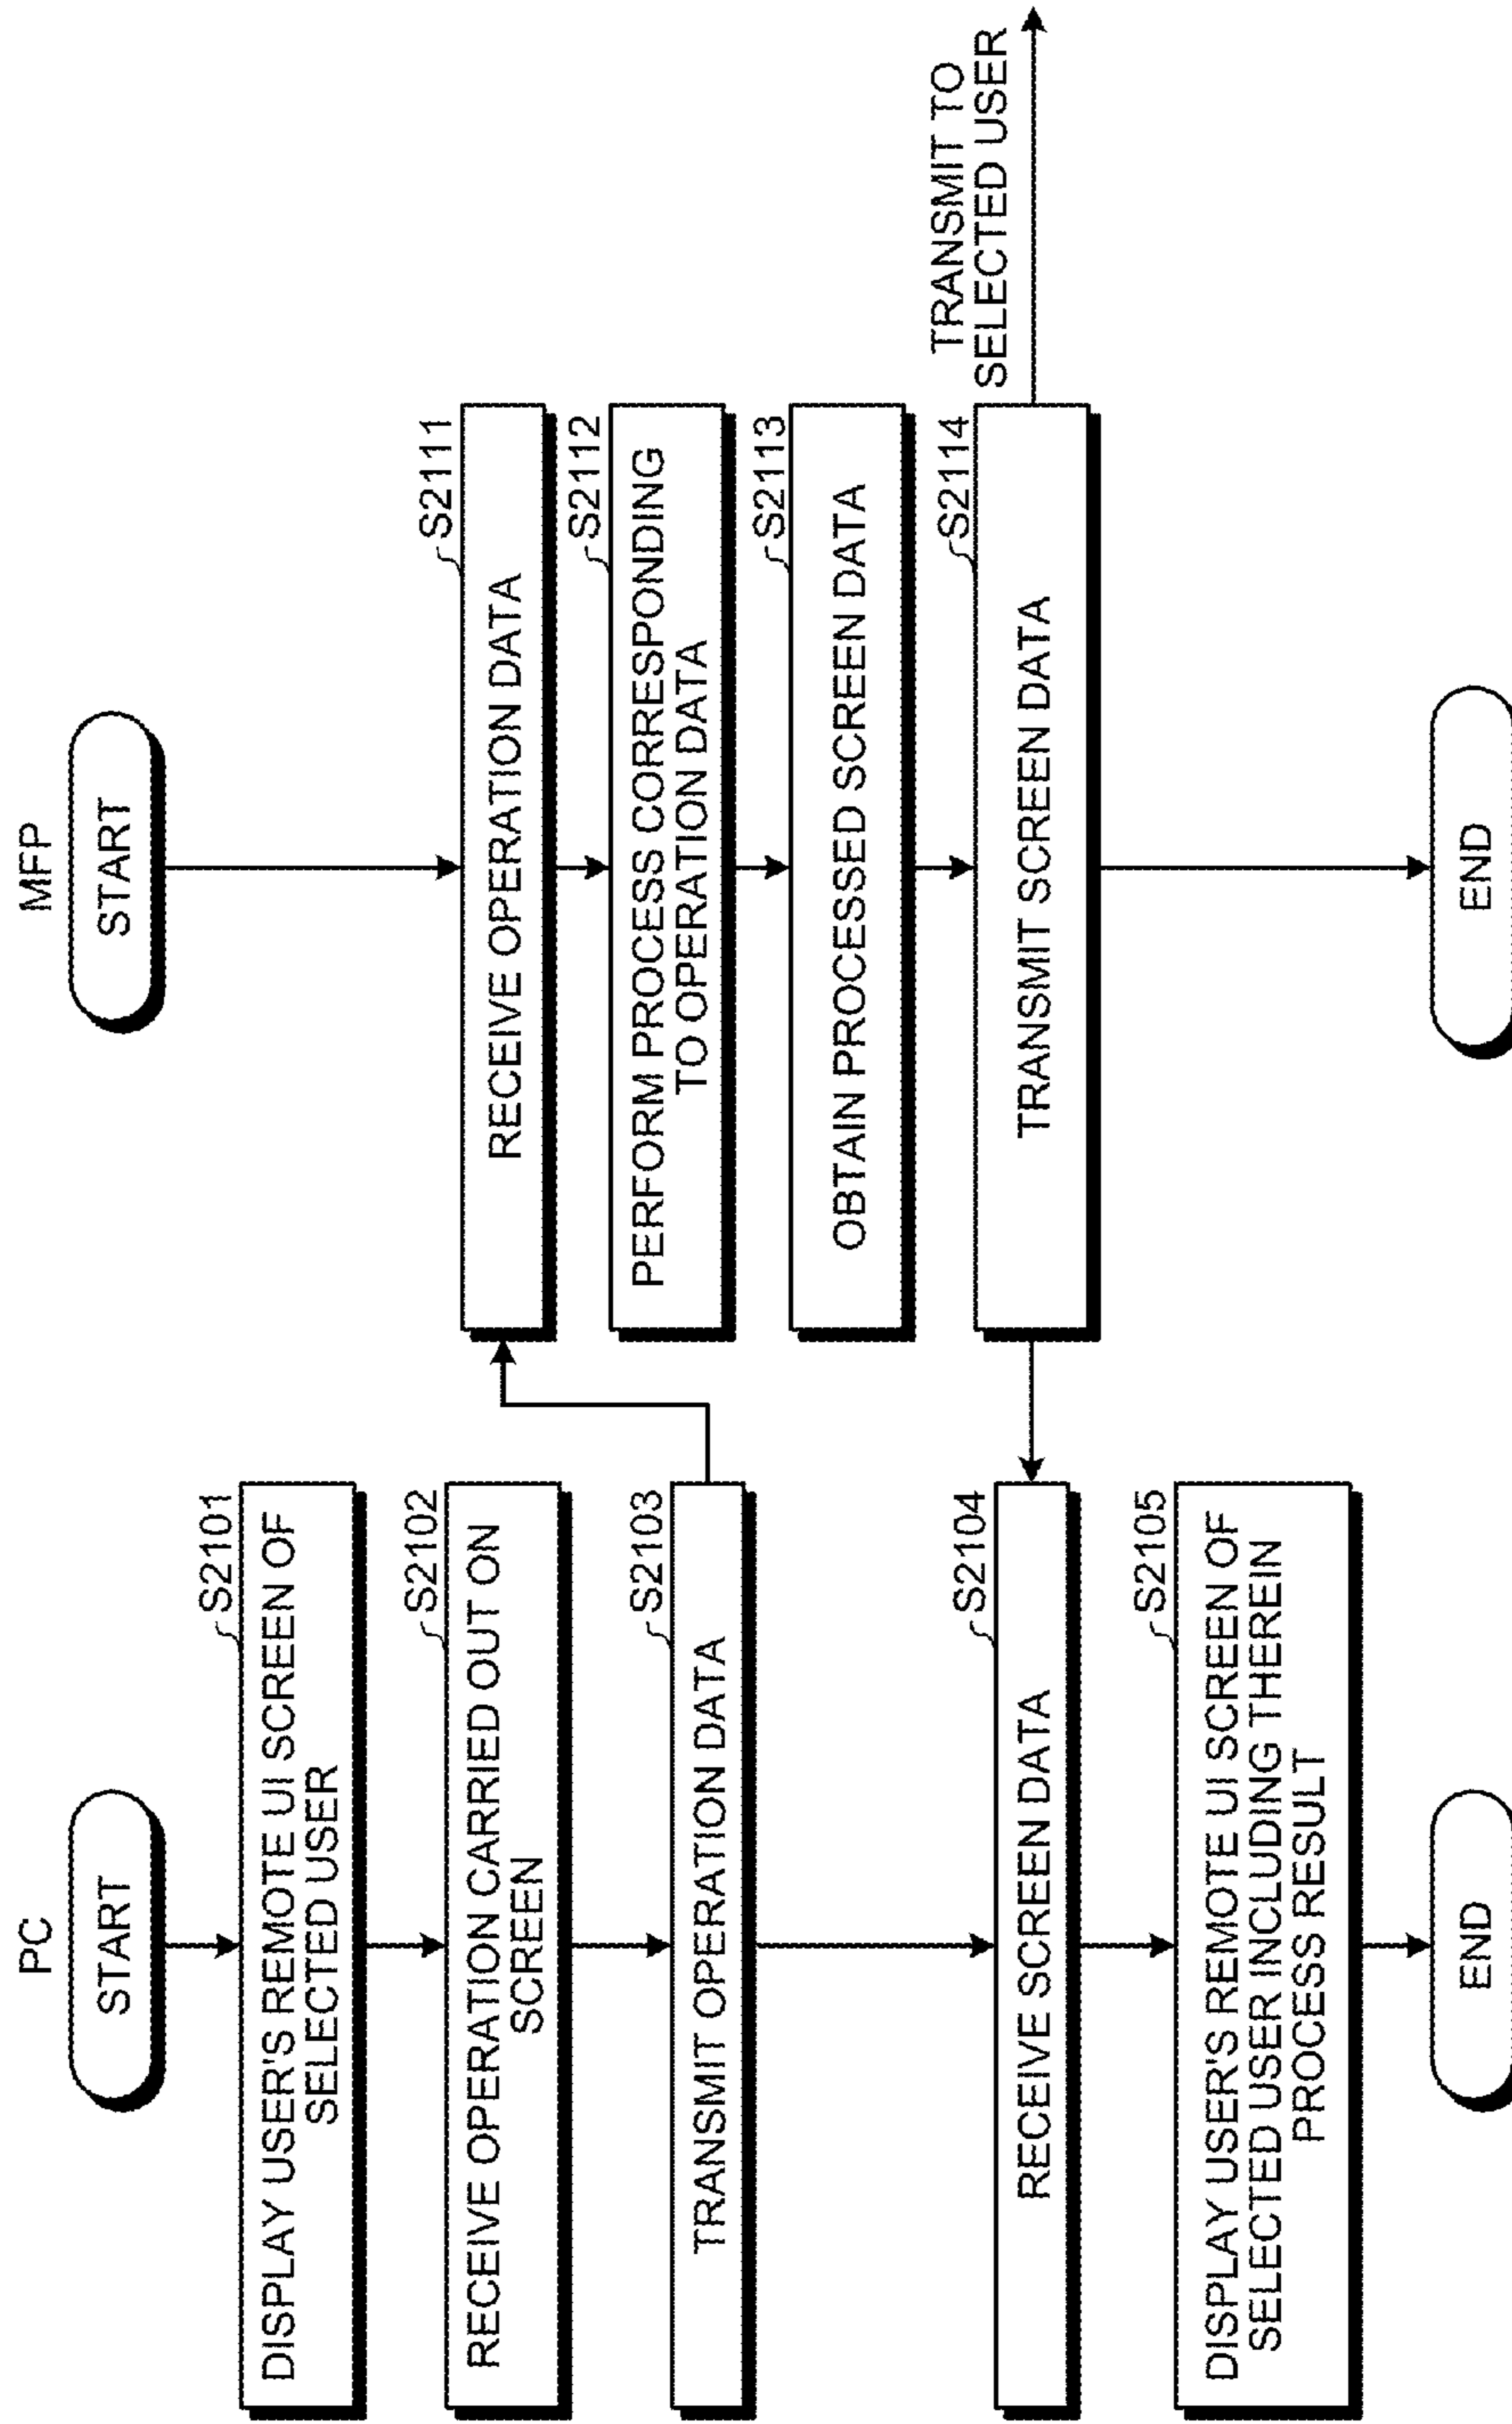 PC
START
S2101
DISPLAY USER'S REMOTE UI SCREEN OF
SELECTED USER
S2102
RECEIVE OPERATION CARRIED OUT ON
SCREEN
S2103
TRANSMIT OPERATION DATA
S2104
RECEIVE SCREEN DATA
S2105
DISPLAY USER'S REMOTE UI SCREEN OF
SELECTED USER INCLUDING THEREIN
PROCESS RESULT
END
MFP
START
S2111
RECEIVE OPERATION DATA
S2112
PERFORM PROCESS CORRESPONDING
TO OPERATION DATA
S2113
OBTAIN PROCESSED SCREEN DATA
S2114
TRANSMIT SCREEN DATA
TRANSMIT TO
SELECTED USER
END